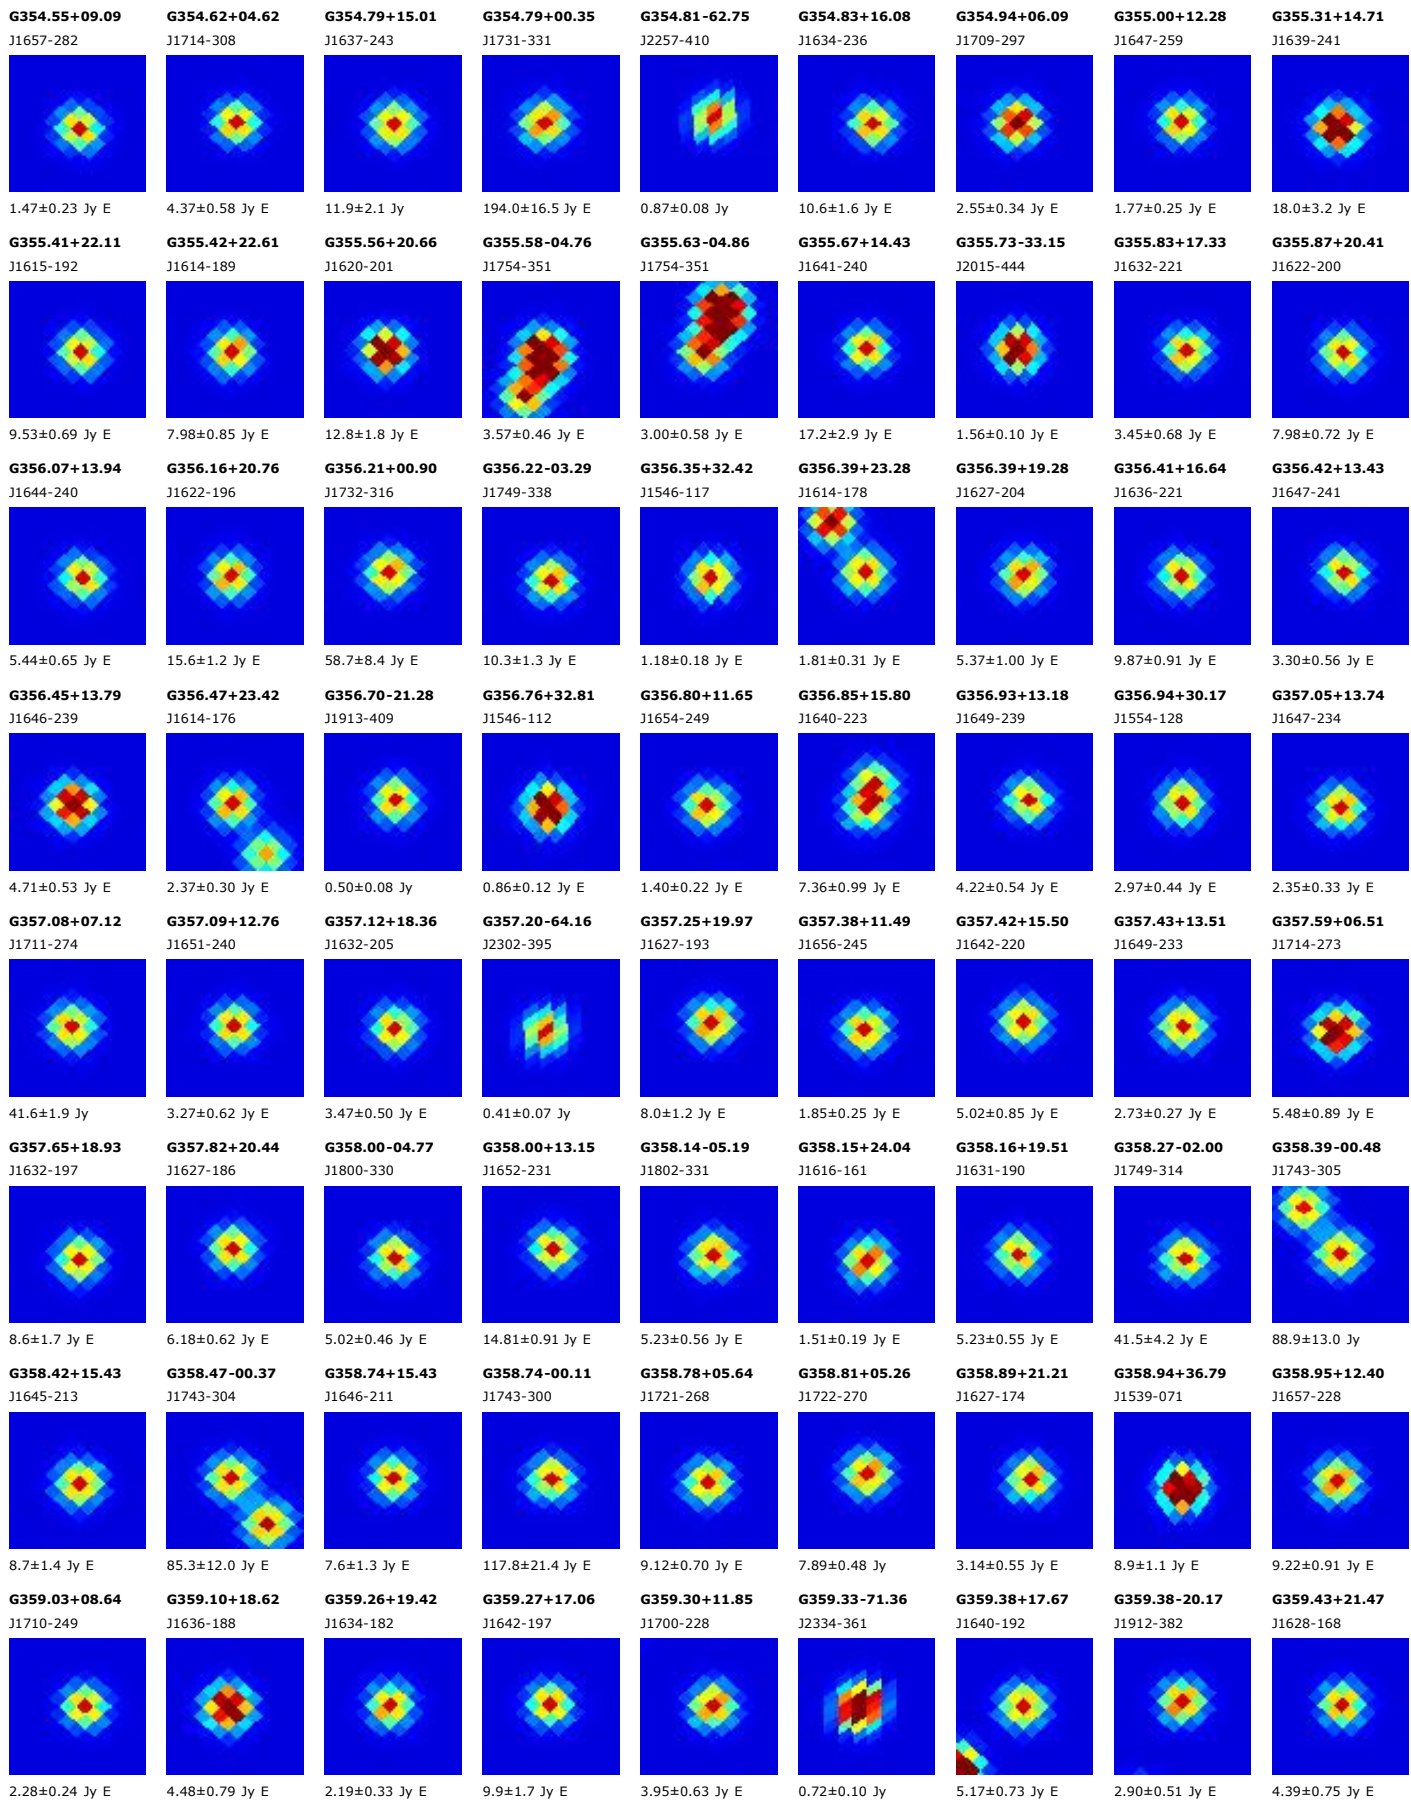 G354.55+09.09 G354.62+04.62 G354.79+15.01 G354.79+00.35 G354.81-62.75 G354.83+16.08 G354.94+06.09 G355.00+12.28 G355.31+14.71
J1657-282 J1714-308 J1637-243 J1731-331 J2257-410 J1634-236 J1709-297 J1647-259 J1639-241
1.47±0.23 Jy E 4.37±0.58 Jy E 11.9±2.1 Jy 194.0±16.5 Jy E 0.87±0.08 Jy 10.6±1.6 Jy E 2.55±0.34 Jy E 1.77±0.25 Jy E 18.0±3.2 Jy E
G355.41+22.11 G355.42+22.61 G355.56+20.66 G355.58-04.76 G355.63-04.86 G355.67+14.43 G355.73-33.15 G355.83+17.33 G355.87+20.41
J1615-192 J1614-189 J1620-201 J1754-351 J1754-351 J1641-240 J2015-444 J1632-221 J1622-200
9.53±0.69 Jy E 7.98±0.85 Jy E 12.8±1.8 Jy E 3.57±0.46 Jy E 3.00±0.58 Jy E 17.2±2.9 Jy E 1.56±0.10 Jy E 3.45±0.68 Jy E 7.98±0.72 Jy E
G356.07+13.94 G356.16+20.76 G356.21+00.90 G356.22-03.29 G356.35+32.42 G356.39+23.28 G356.39+19.28 G356.41+16.64 G356.42+13.43
J1644-240 J1622-196 J1732-316 J1749-338 J1546-117 J1614-178 J1627-204 J1636-221 J1647-241
5.44±0.65 Jy E 15.6±1.2 Jy E 58.7±8.4 Jy E 10.3±1.3 Jy E 1.18±0.18 Jy E 1.81±0.31 Jy E 5.37±1.00 Jy E 9.87±0.91 Jy E 3.30±0.56 Jy E
G356.45+13.79 G356.47+23.42 G356.70-21.28 G356.76+32.81 G356.80+11.65 G356.85+15.80 G356.93+13.18 G356.94+30.17 G357.05+13.74
J1646-239 J1614-176 J1913-409 J1546-112 J1654-249 J1640-223 J1649-239 J1554-128 J1647-234
4.71±0.53 Jy E 2.37±0.30 Jy E 0.50±0.08 Jy 0.86±0.12 Jy E 1.40±0.22 Jy E 7.36±0.99 Jy E 4.22±0.54 Jy E 2.97±0.44 Jy E 2.35±0.33 Jy E
G357.08+07.12 G357.09+12.76 G357.12+18.36 G357.20-64.16 G357.25+19.97 G357.38+11.49 G357.42+15.50 G357.43+13.51 G357.59+06.51
J1711-274 J1651-240 J1632-205 J2302-395 J1627-193 J1656-245 J1642-220 J1649-233 J1714-273
41.6±1.9 Jy 3.27±0.62 Jy E 3.47±0.50 Jy E 0.41±0.07 Jy 8.0±1.2 Jy E 1.85±0.25 Jy E 5.02±0.85 Jy E 2.73±0.27 Jy E 5.48±0.89 Jy E
G357.65+18.93 G357.82+20.44 G358.00-04.77 G358.00+13.15 G358.14-05.19 G358.15+24.04 G358.16+19.51 G358.27-02.00 G358.39-00.48
J1632-197 J1627-186 J1800-330 J1652-231 J1802-331 J1616-161 J1631-190 J1749-314 J1743-305
8.6±1.7 Jy E 6.18±0.62 Jy E 5.02±0.46 Jy E 14.81±0.91 Jy E 5.23±0.56 Jy E 1.51±0.19 Jy E 5.23±0.55 Jy E 41.5±4.2 Jy E 88.9±13.0 Jy
G358.42+15.43 G358.47-00.37 G358.74+15.43 G358.74-00.11 G358.78+05.64 G358.81+05.26 G358.89+21.21 G358.94+36.79 G358.95+12.40
J1645-213 J1743-304 J1646-211 J1743-300 J1721-268 J1722-270 J1627-174 J1539-071 J1657-228
8.7±1.4 Jy E 85.3±12.0 Jy E 7.6±1.3 Jy E 117.8±21.4 Jy E 9.12±0.70 Jy E 7.89±0.48 Jy 3.14±0.55 Jy E 8.9±1.1 Jy E 9.22±0.91 Jy E
G359.03+08.64 G359.10+18.62 G359.26+19.42 G359.27+17.06 G359.30+11.85 G359.33-71.36 G359.38+17.67 G359.38-20.17 G359.43+21.47
J1710-249 J1636-188 J1634-182 J1642-197 J1700-228 J2334-361 J1640-192 J1912-382 J1628-168
2.28±0.24 Jy E 4.48±0.79 Jy E 2.19±0.33 Jy E 9.9±1.7 Jy E 3.95±0.63 Jy E 0.72±0.10 Jy 5.17±0.73 Jy E 2.90±0.51 Jy E 4.39±0.75 Jy E